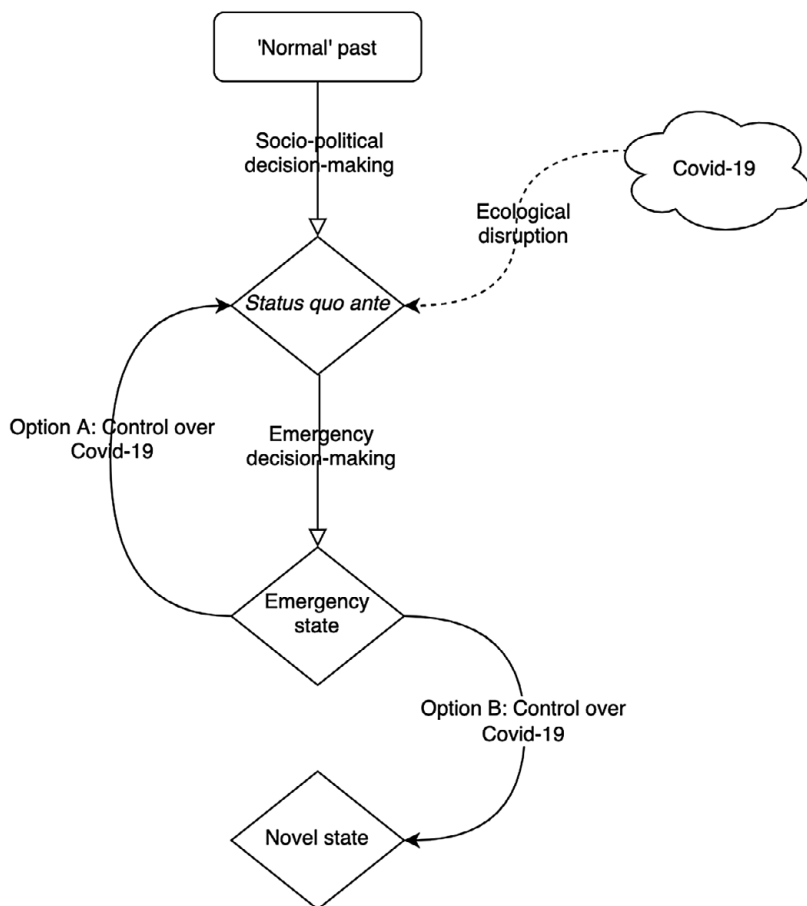 'Normal' past
Socio-political
decision-making
Covid-19
Ecological
disruption
Status quo ante
Option A: Control over
Covid-19
Emergency
decision-making
Emergency
state
Option B: Control over
Covid-19
Novel state